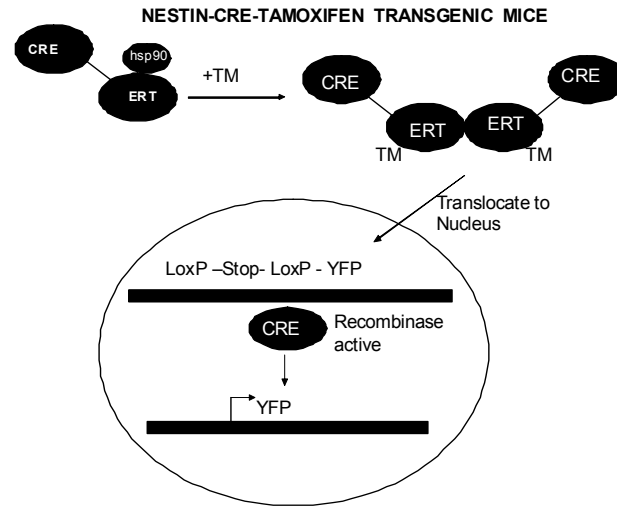 NESTIN-CRE-TAMOXIFEN TRANSGENIC MICE
CRE
hsp90
ERT
+TM
CRE
CRE
ERT
ERT
TM
TM
Translocate to
Nucleus
LoxP –Stop- LoxP - YFP
CRE
Recombinase
active
YFP